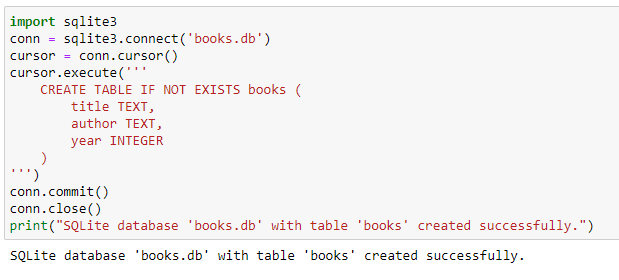 import sqlite3
conn = sqlite3.connect('books.db')
cursor = conn.cursor()
cursor.execute('''
    CREATE TABLE IF NOT EXISTS books (
        title TEXT,
        author TEXT,
        year INTEGER
    )
''')
conn.commit()
conn.close()
print("SQLite database 'books.db' with table 'books' created successfully.")
SQLite database 'books.db' with table 'books' created successfully.